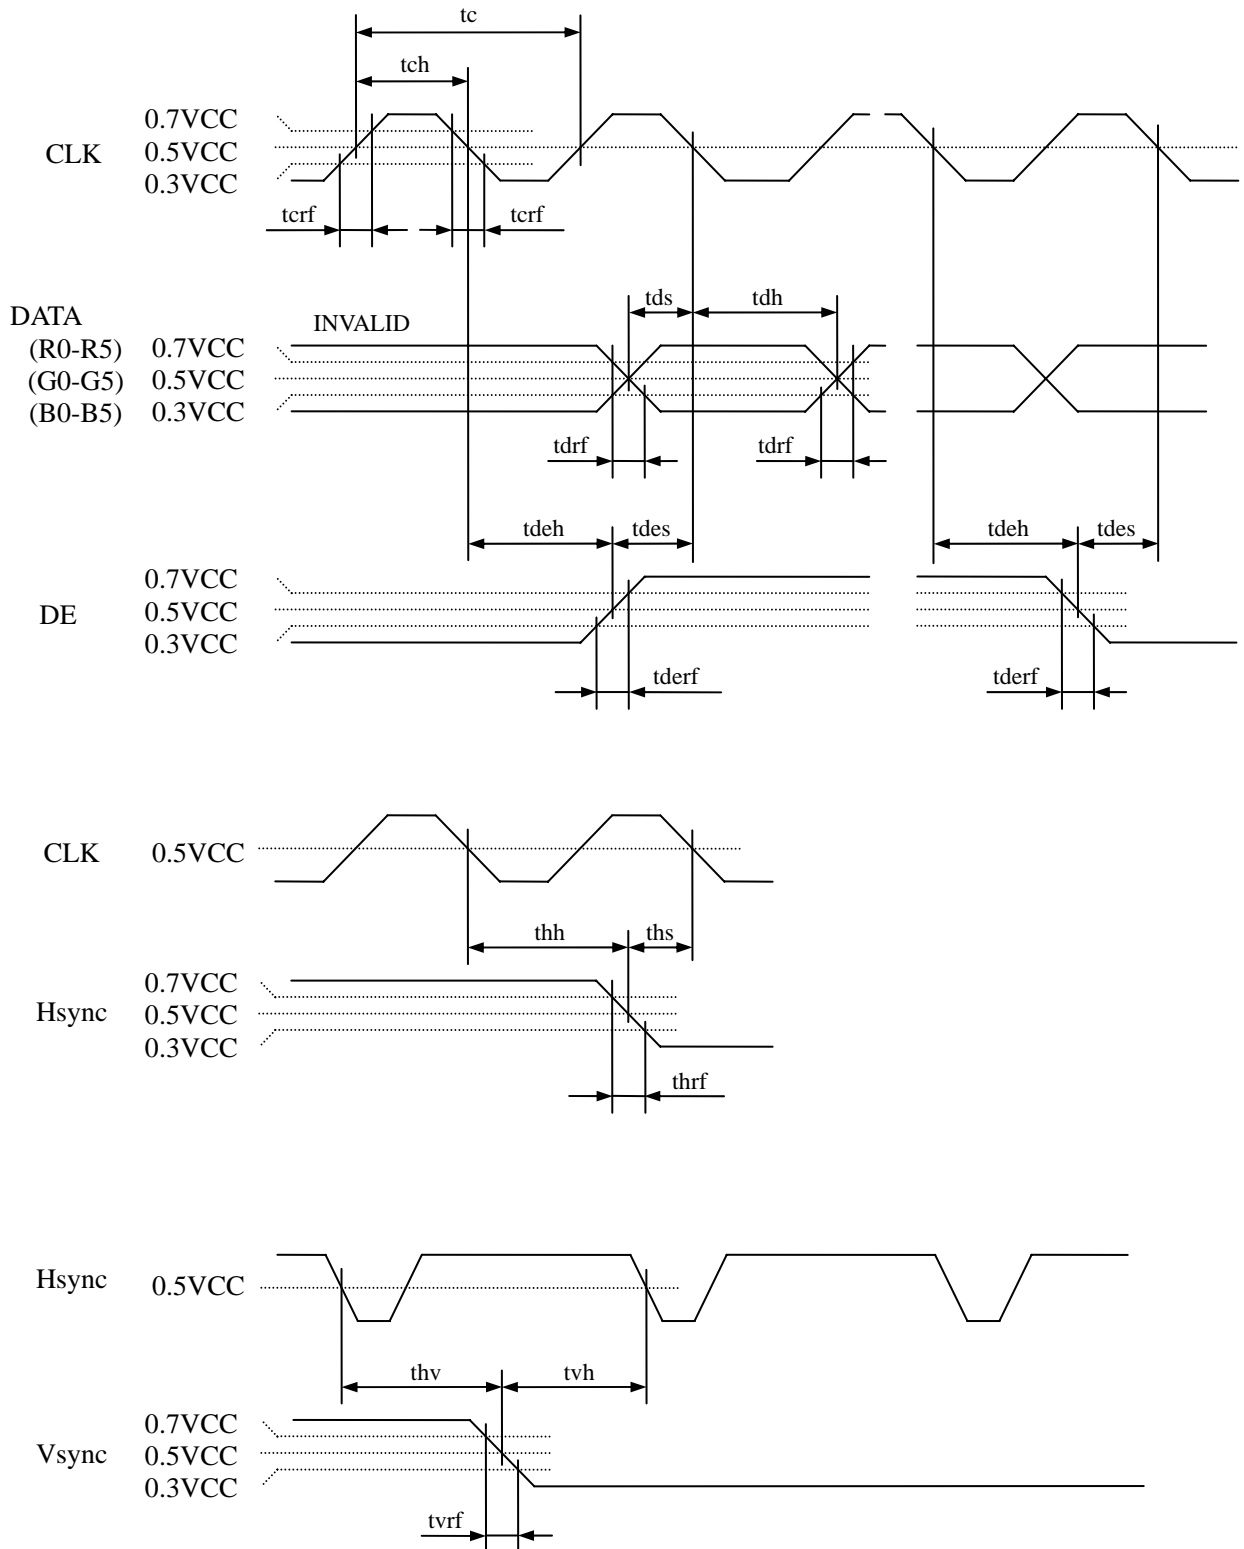 tc
tch
0.7VCC
CLK 0.5VCC
0.3VCC
tcrf tcrf
tds tdh
DATA INVALID
(R0-R5) 0.7VCC
(G0-G5) 0.5VCC
(B0-B5) 0.3VCC
tdrf tdrf
tdeh tdes tdeh tdes
0.7VCC
DE 0.5VCC
0.3VCC
tderf tderf
CLK 0.5VCC
thh ths
0.7VCC
Hsync 0.5VCC
0.3VCC
thrf
Hsync 0.5VCC
thv tvh
0.7VCC
Vsync 0.5VCC
0.3VCC
tvrf